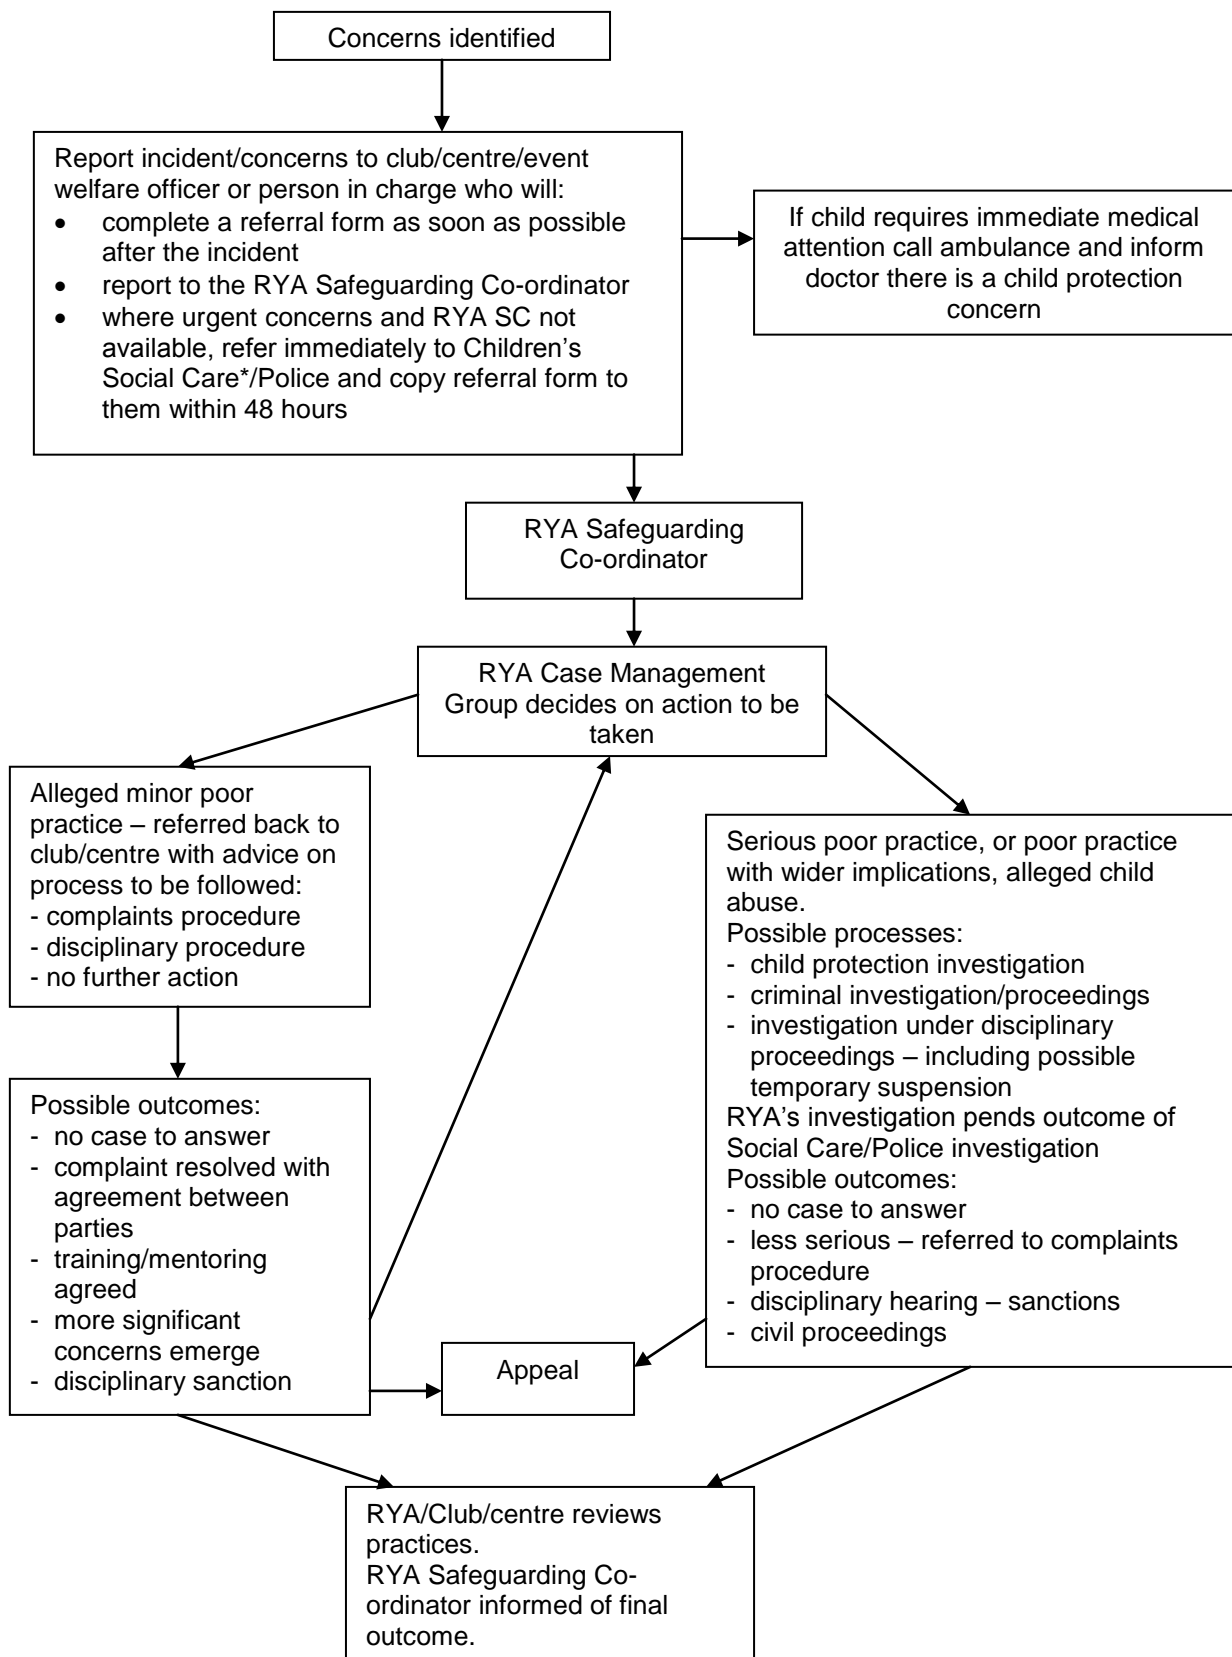 Concerns identified
Report incident/concerns to club/centre/event
welfare officer or person in charge who will:
• complete a referral form as soon as possible
after the incident
• report to the RYA Safeguarding Co-ordinator
• where urgent concerns and RYA SC not
available, refer immediately to Children’s
Social Care*/Police and copy referral form to
them within 48 hours
If child requires immediate medical
attention call ambulance and inform
doctor there is a child protection
concern
RYA Safeguarding
Co-ordinator
RYA Case Management
Group decides on action to be
taken
Alleged minor poor
practice – referred back to
club/centre with advice on
process to be followed:
- complaints procedure
- disciplinary procedure
- no further action
Serious poor practice, or poor practice
with wider implications, alleged child
abuse.
Possible processes:
- child protection investigation
- criminal investigation/proceedings
- investigation under disciplinary
proceedings – including possible
temporary suspension
RYA’s investigation pends outcome of
Social Care/Police investigation
Possible outcomes:
- no case to answer
- less serious – referred to complaints
procedure
- disciplinary hearing – sanctions
- civil proceedings
Possible outcomes:
- no case to answer
- complaint resolved with
agreement between
parties
- training/mentoring
agreed
- more significant
concerns emerge
- disciplinary sanction
Appeal
RYA/Club/centre reviews
practices.
RYA Safeguarding Co-
ordinator informed of final
outcome.